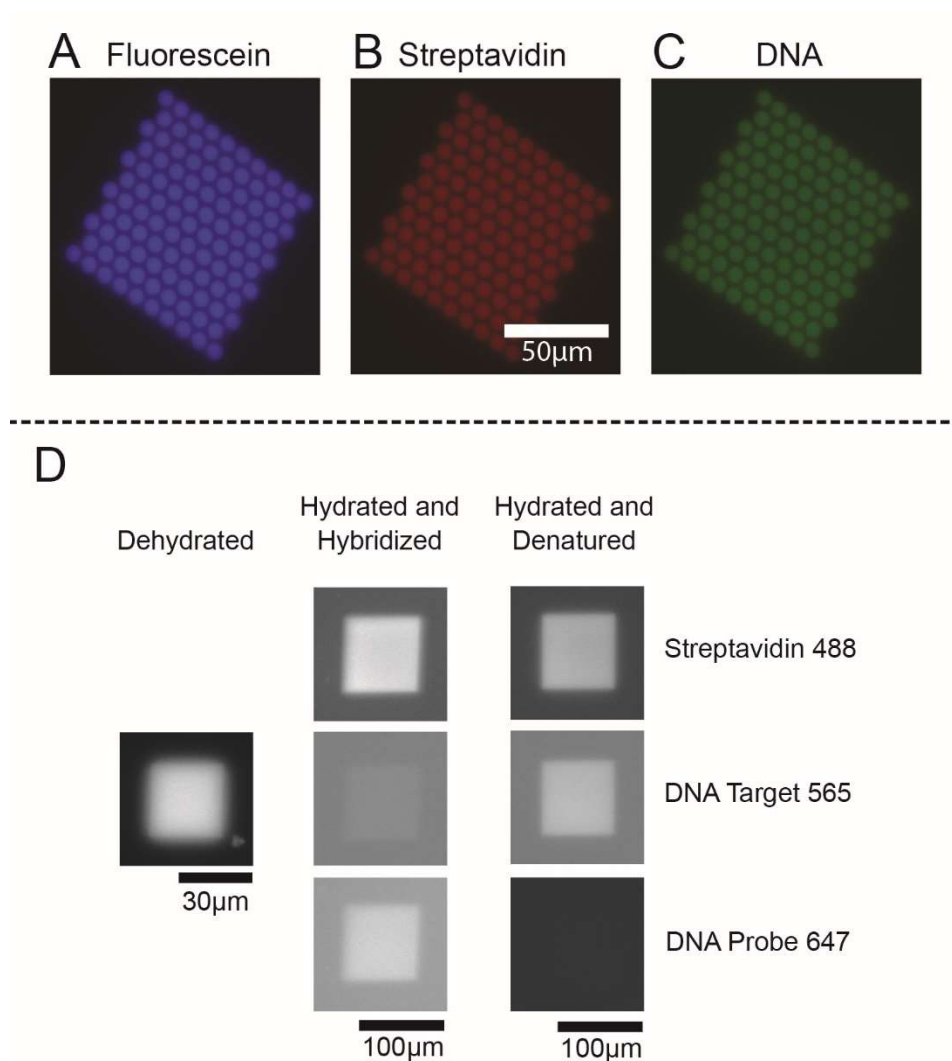 A Fluorescein
B Streptavidin
C DNA
50µm
D
Dehydrated
Hydrated and
Hybridized
Hydrated and
Denatured
Streptavidin 488
DNA Target 565
30µm
DNA Probe 647
100µm
100µm